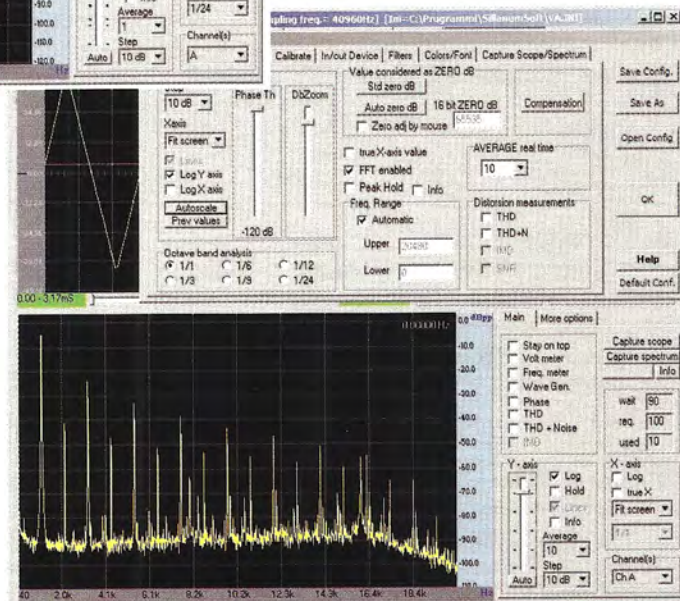 -90.0
-100.0
-110.0
-120.0
Hz
Average
1
Step
Auto
10 dB
1/24
Channel(s)
A
pling freq.= 40960Hz]
Calibrate | In/out Device | Filters | Colors/Font | Capture Scope/Spectrum
10 dB
Xaxis
Fit screen
Log Y axis
Log X axis
Autoscale
Prev values
Phase Th
DbZoom
-120 dB
Value considered as ZERO dB
Std zero dB
Auto zero dB
16 bit ZERO dB
Zero adj by mouse
Compensation
true X-axis value
FFT enabled
Peak Hold
Info
AVERAGE real time
10
Freq. Range
Automatic
Upper
Lower
0
Distorsion measurements
THD
THD+N
IMD
SNR
Octave band analysis
1/1
1/6
1/12
1/3
1/9
1/24
Save Config.
Save As
Open Config
OK
Help
Default Conf.
0.00 - 3.17mS
0.0
-10.0
-20.0
-30.0
-40.0
-50.0
-60.0
-70.0
-80.0
-90.0
-100.0
Hz
40
2.0k
4.1k
6.1k
8.2k
10.2k
12.3k
14.3k
16.4k
18.4k
Main | More options
Stay on top
Volt meter
Freq. meter
Wave Gen.
Phase
THD
THD + Noise
IMD
Capture scope
Capture spectrum
Info
wait 90
req. 100
used 10
Y - axis
Log
Hold
Lines
Info
Average
10
Step
Auto
10 dB
X - axis
Log
true X
Fit screen
1/1
Channel(s)
Ch A